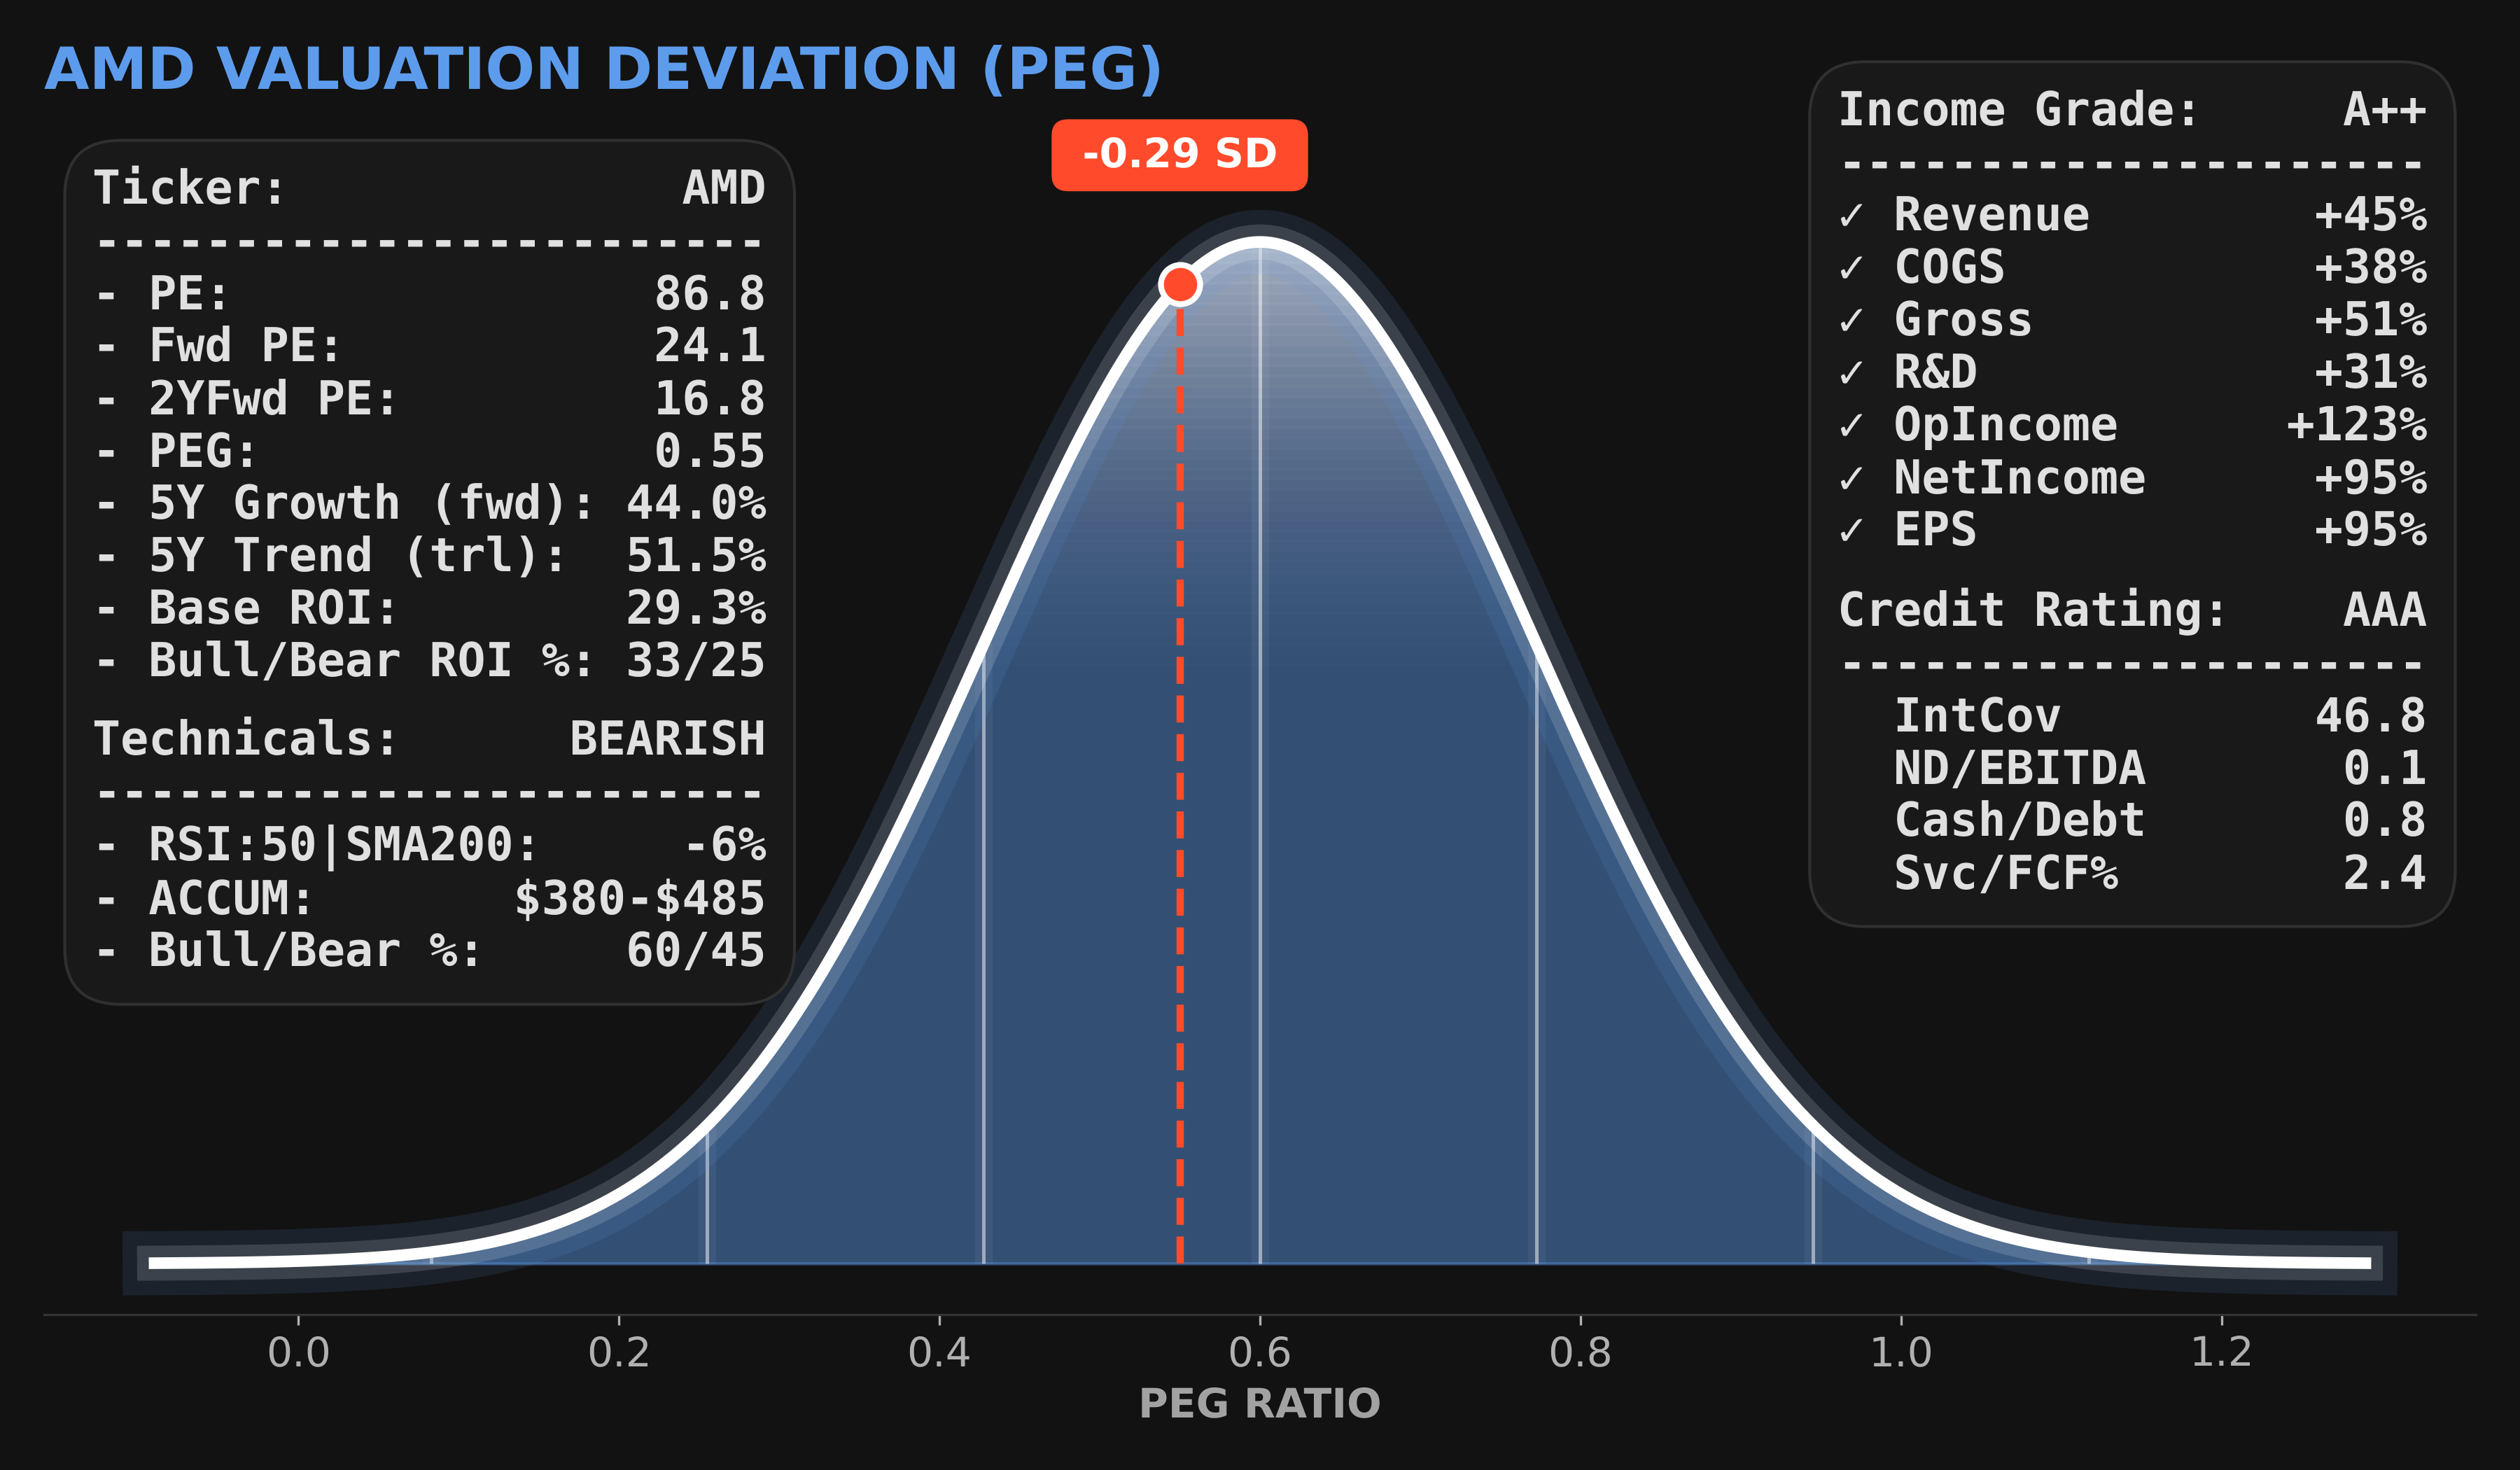 AMD VALUATION DEVIATION (PEG)
-0.29 SD
Ticker: AMD
------------------------
- PE: 86.8
- Fwd PE: 24.1
- 2YFwd PE: 16.8
- PEG: 0.55
- 5Y Growth (fwd): 44.0%
- 5Y Trend (trl): 51.5%
- Base ROI: 29.3%
- Bull/Bear ROI %: 33/25
Technicals: BEARISH
------------------------
- RSI:50|SMA200: -6%
- ACCUM: $380-$485
- Bull/Bear %: 60/45
Income Grade: A++
---------------------
✓ Revenue +45%
✓ COGS +38%
✓ Gross +51%
✓ R&D +31%
✓ OpIncome +123%
✓ NetIncome +95%
✓ EPS +95%
Credit Rating: AAA
---------------------
IntCov 46.8
ND/EBITDA 0.1
Cash/Debt 0.8
Svc/FCF% 2.4
0.0 0.2 0.4 0.6 0.8 1.0 1.2
PEG RATIO